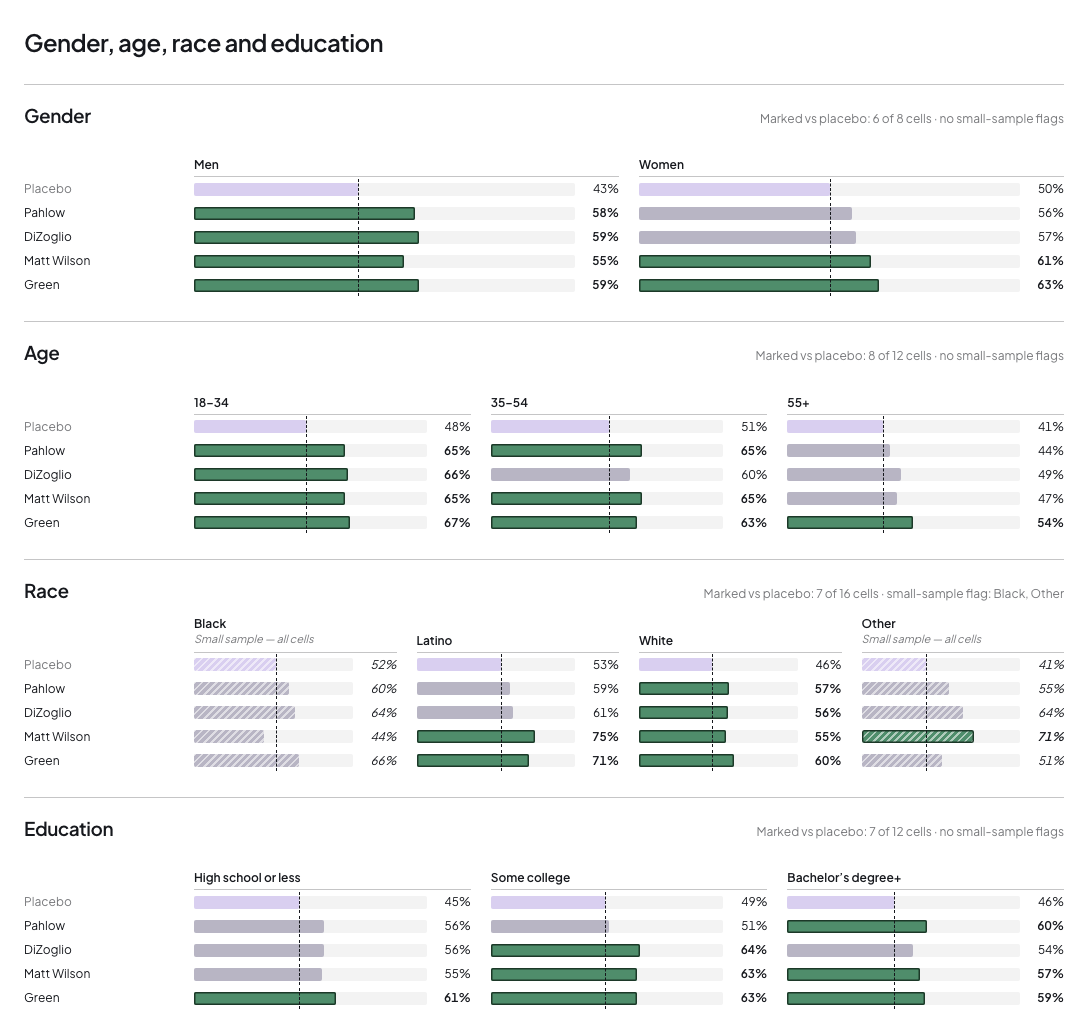 Gender, age, race and education
Gender
Marked vs placebo: 6 of 8 cells · no small-sample flags
Men Women
Placebo 43% 50%
Pahlow 58% 56%
DiZoglio 59% 57%
Matt Wilson 55% 61%
Green 59% 63%
Age
Marked vs placebo: 8 of 12 cells · no small-sample flags
18–34 35–54 55+
Placebo 48% 51% 41%
Pahlow 65% 65% 44%
DiZoglio 66% 60% 49%
Matt Wilson 65% 65% 47%
Green 67% 63% 54%
Race
Marked vs placebo: 7 of 16 cells · small-sample flag: Black, Other
Black Latino White Other
Small sample — all cells Small sample — all cells
Placebo 52% 53% 46% 41%
Pahlow 60% 59% 57% 55%
DiZoglio 64% 61% 56% 64%
Matt Wilson 44% 75% 55% 71%
Green 66% 71% 60% 51%
Education
Marked vs placebo: 7 of 12 cells · no small-sample flags
High school or less Some college Bachelor’s degree+
Placebo 45% 49% 46%
Pahlow 56% 51% 60%
DiZoglio 56% 64% 54%
Matt Wilson 55% 63% 57%
Green 61% 63% 59%